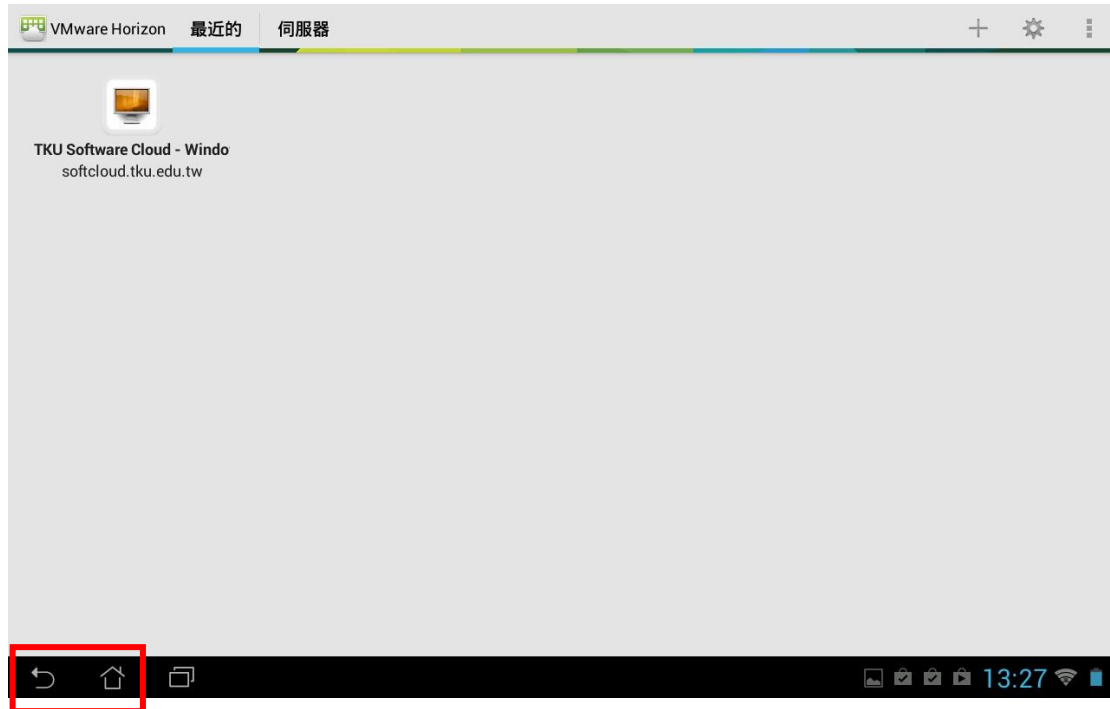 VMware Horizon 最近的 伺服器
TKU Software Cloud - Windo
softcloud.tku.edu.tw
13:27